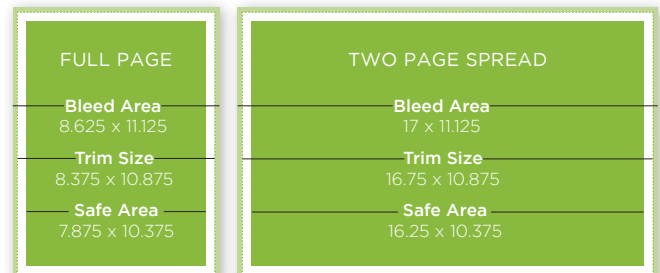 FULL PAGE
Bleed Area
8.625 x 11.125
Trim Size
8.375 x 10.875
Safe Area
7.875 x 10.375
TWO PAGE SPREAD
Bleed Area
17 x 11.125
Trim Size
16.75 x 10.875
Safe Area
16.25 x 10.375